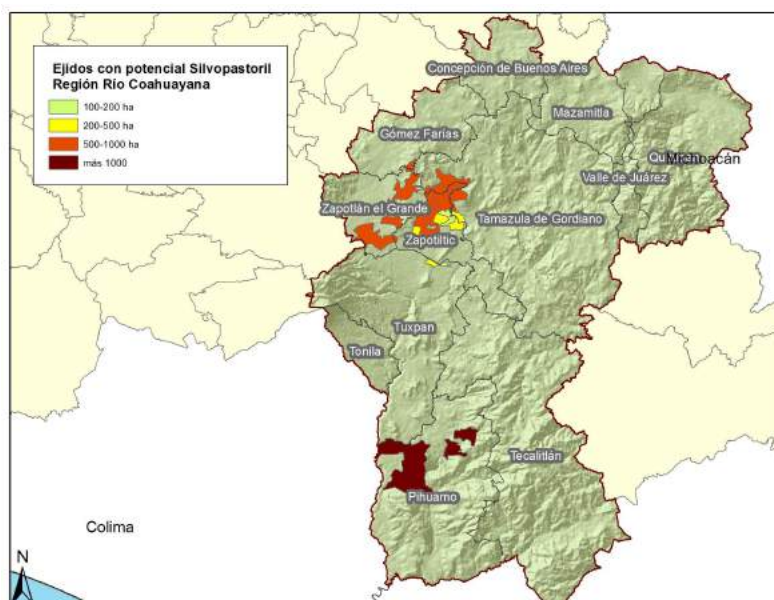 Ejidos con potencial Silvopastoril
Región Río Coahuayana
100-200 ha
200-500 ha
500-1000 ha
más 1000
Concepción de Buenos Aires
Mazamitla
Gómez Farías
Michoacán
Valle de Juárez
Zapotlán el Grande
Tamazula de Gordiano
Zapotiltic
Tuxpan
Tonila
Tecalitlán
Pihuamo
Colima
N